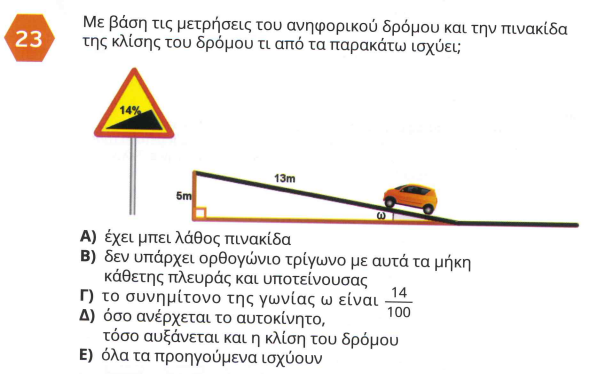 23
Με βάση τις μετρήσεις του ανηφορικού δρόμου και την πινακίδα
της κλίσης του δρόμου τι από τα παρακάτω ισχύει;
14%
13m
5m
ω
Α) έχει μπει λάθος πινακίδα
Β) δεν υπάρχει ορθογώνιο τρίγωνο με αυτά τα μήκη
κάθετης πλευράς και υποτείνουσας
Γ) το συνημίτονο της γωνίας ω είναι 14/100
Δ) όσο ανέρχεται το αυτοκίνητο,
τόσο αυξάνεται και η κλίση του δρόμου
Ε) όλα τα προηγούμενα ισχύουν